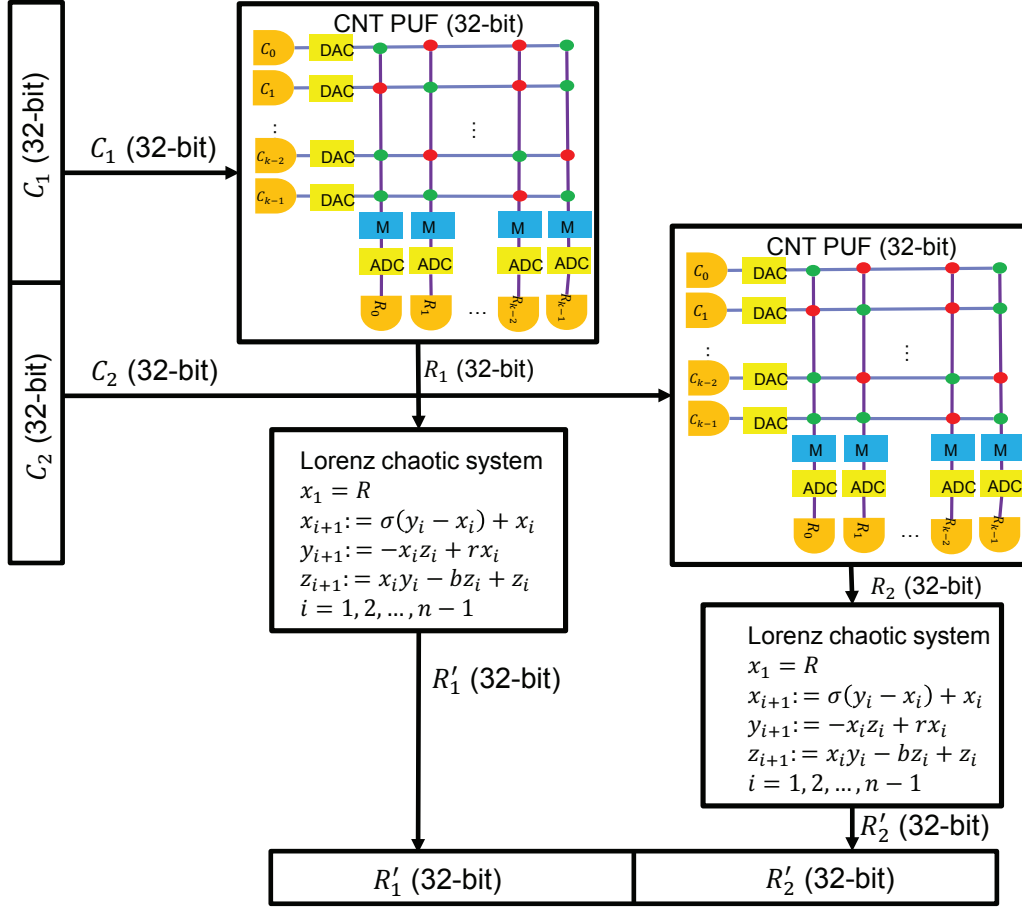 C₁ (32-bit)
C₂ (32-bit)
C₁ (32-bit)
C₂ (32-bit)
CNT PUF (32-bit)
C₀ DAC
C₁ DAC
⋮ ⋮
Cₖ₋₂ DAC
Cₖ₋₁ DAC
M M M M
ADC ADC ADC ADC
R₀ R₁ … Rₖ₋₂ Rₖ₋₁
R₁ (32-bit)
Lorenz chaotic system
x₁ = R
xᵢ₊₁:= σ(yᵢ − xᵢ) + xᵢ
yᵢ₊₁:= −xᵢzᵢ + rxᵢ
zᵢ₊₁:= xᵢyᵢ − bzᵢ + zᵢ
i = 1, 2, …, n − 1
R₁′ (32-bit)
CNT PUF (32-bit)
C₀ DAC
C₁ DAC
⋮ ⋮
Cₖ₋₂ DAC
Cₖ₋₁ DAC
M M M M
ADC ADC ADC ADC
R₀ R₁ … Rₖ₋₂ Rₖ₋₁
R₂ (32-bit)
Lorenz chaotic system
x₁ = R
xᵢ₊₁:= σ(yᵢ − xᵢ) + xᵢ
yᵢ₊₁:= −xᵢzᵢ + rxᵢ
zᵢ₊₁:= xᵢyᵢ − bzᵢ + zᵢ
i = 1, 2, …, n − 1
R₂′ (32-bit)
R₁′ (32-bit) R₂′ (32-bit)